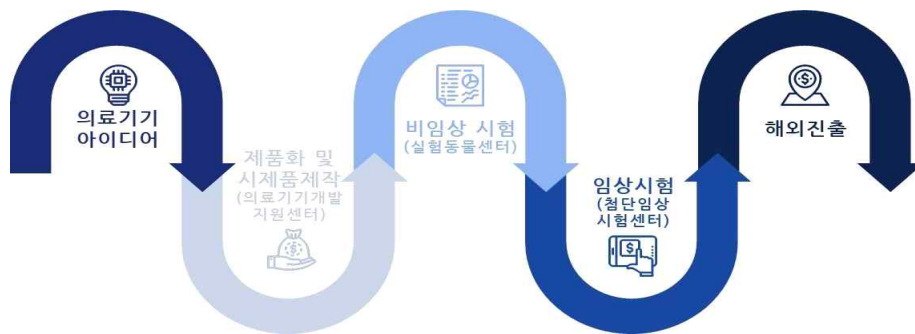 의료기기
아이디어
제품화 및
시제품제작
(의료기기개발
지원센터)
비임상 시험
(실험동물센터)
임상시험
(첨단임상
시험센터)
해외진출